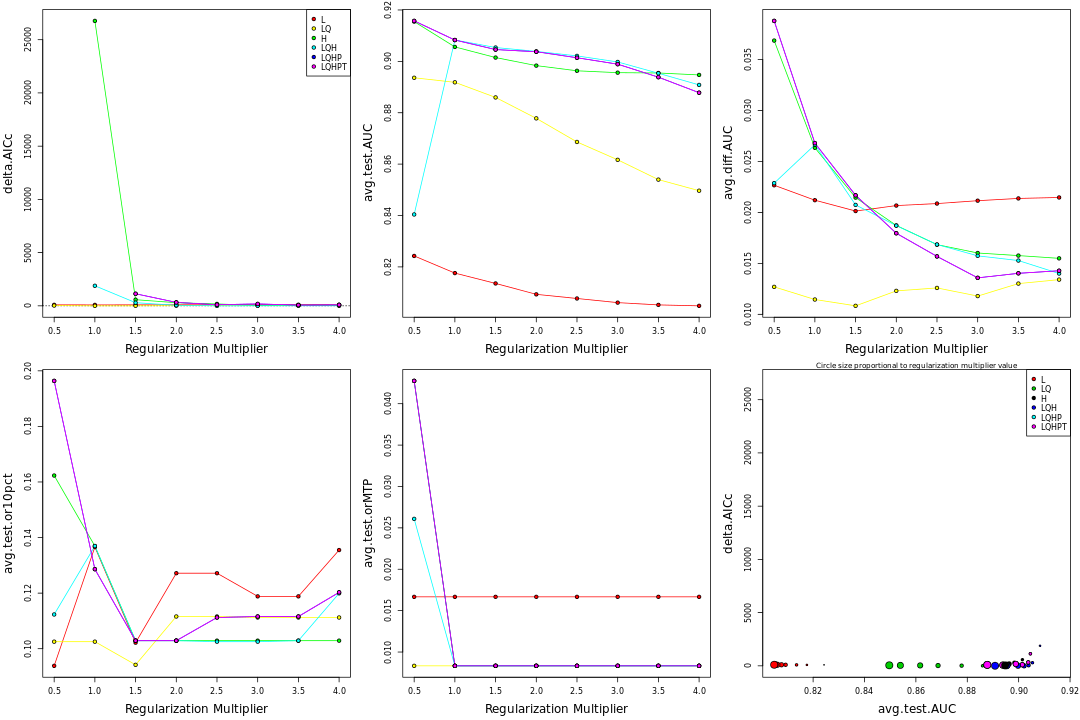 delta.AICc
0 5000 10000 15000 20000 25000
0.5 1.0 1.5 2.0 2.5 3.0 3.5 4.0
Regularization Multiplier
L
LQ
H
LQH
LQHP
LQHPT
avg.test.AUC
0.82 0.84 0.86 0.88 0.90 0.92
0.5 1.0 1.5 2.0 2.5 3.0 3.5 4.0
Regularization Multiplier
avg.diff.AUC
0.010 0.015 0.020 0.025 0.030 0.035
0.5 1.0 1.5 2.0 2.5 3.0 3.5 4.0
Regularization Multiplier
avg.test.or10pct
0.10 0.12 0.14 0.16 0.18 0.20
0.5 1.0 1.5 2.0 2.5 3.0 3.5 4.0
Regularization Multiplier
avg.test.orMTP
0.010 0.015 0.020 0.025 0.030 0.035 0.040
0.5 1.0 1.5 2.0 2.5 3.0 3.5 4.0
Regularization Multiplier
Circle size proportional to regularization multiplier value
delta.AICc
0 5000 10000 15000 20000 25000
0.82 0.84 0.86 0.88 0.90 0.92
avg.test.AUC
L
LQ
H
LQH
LQHP
LQHPT